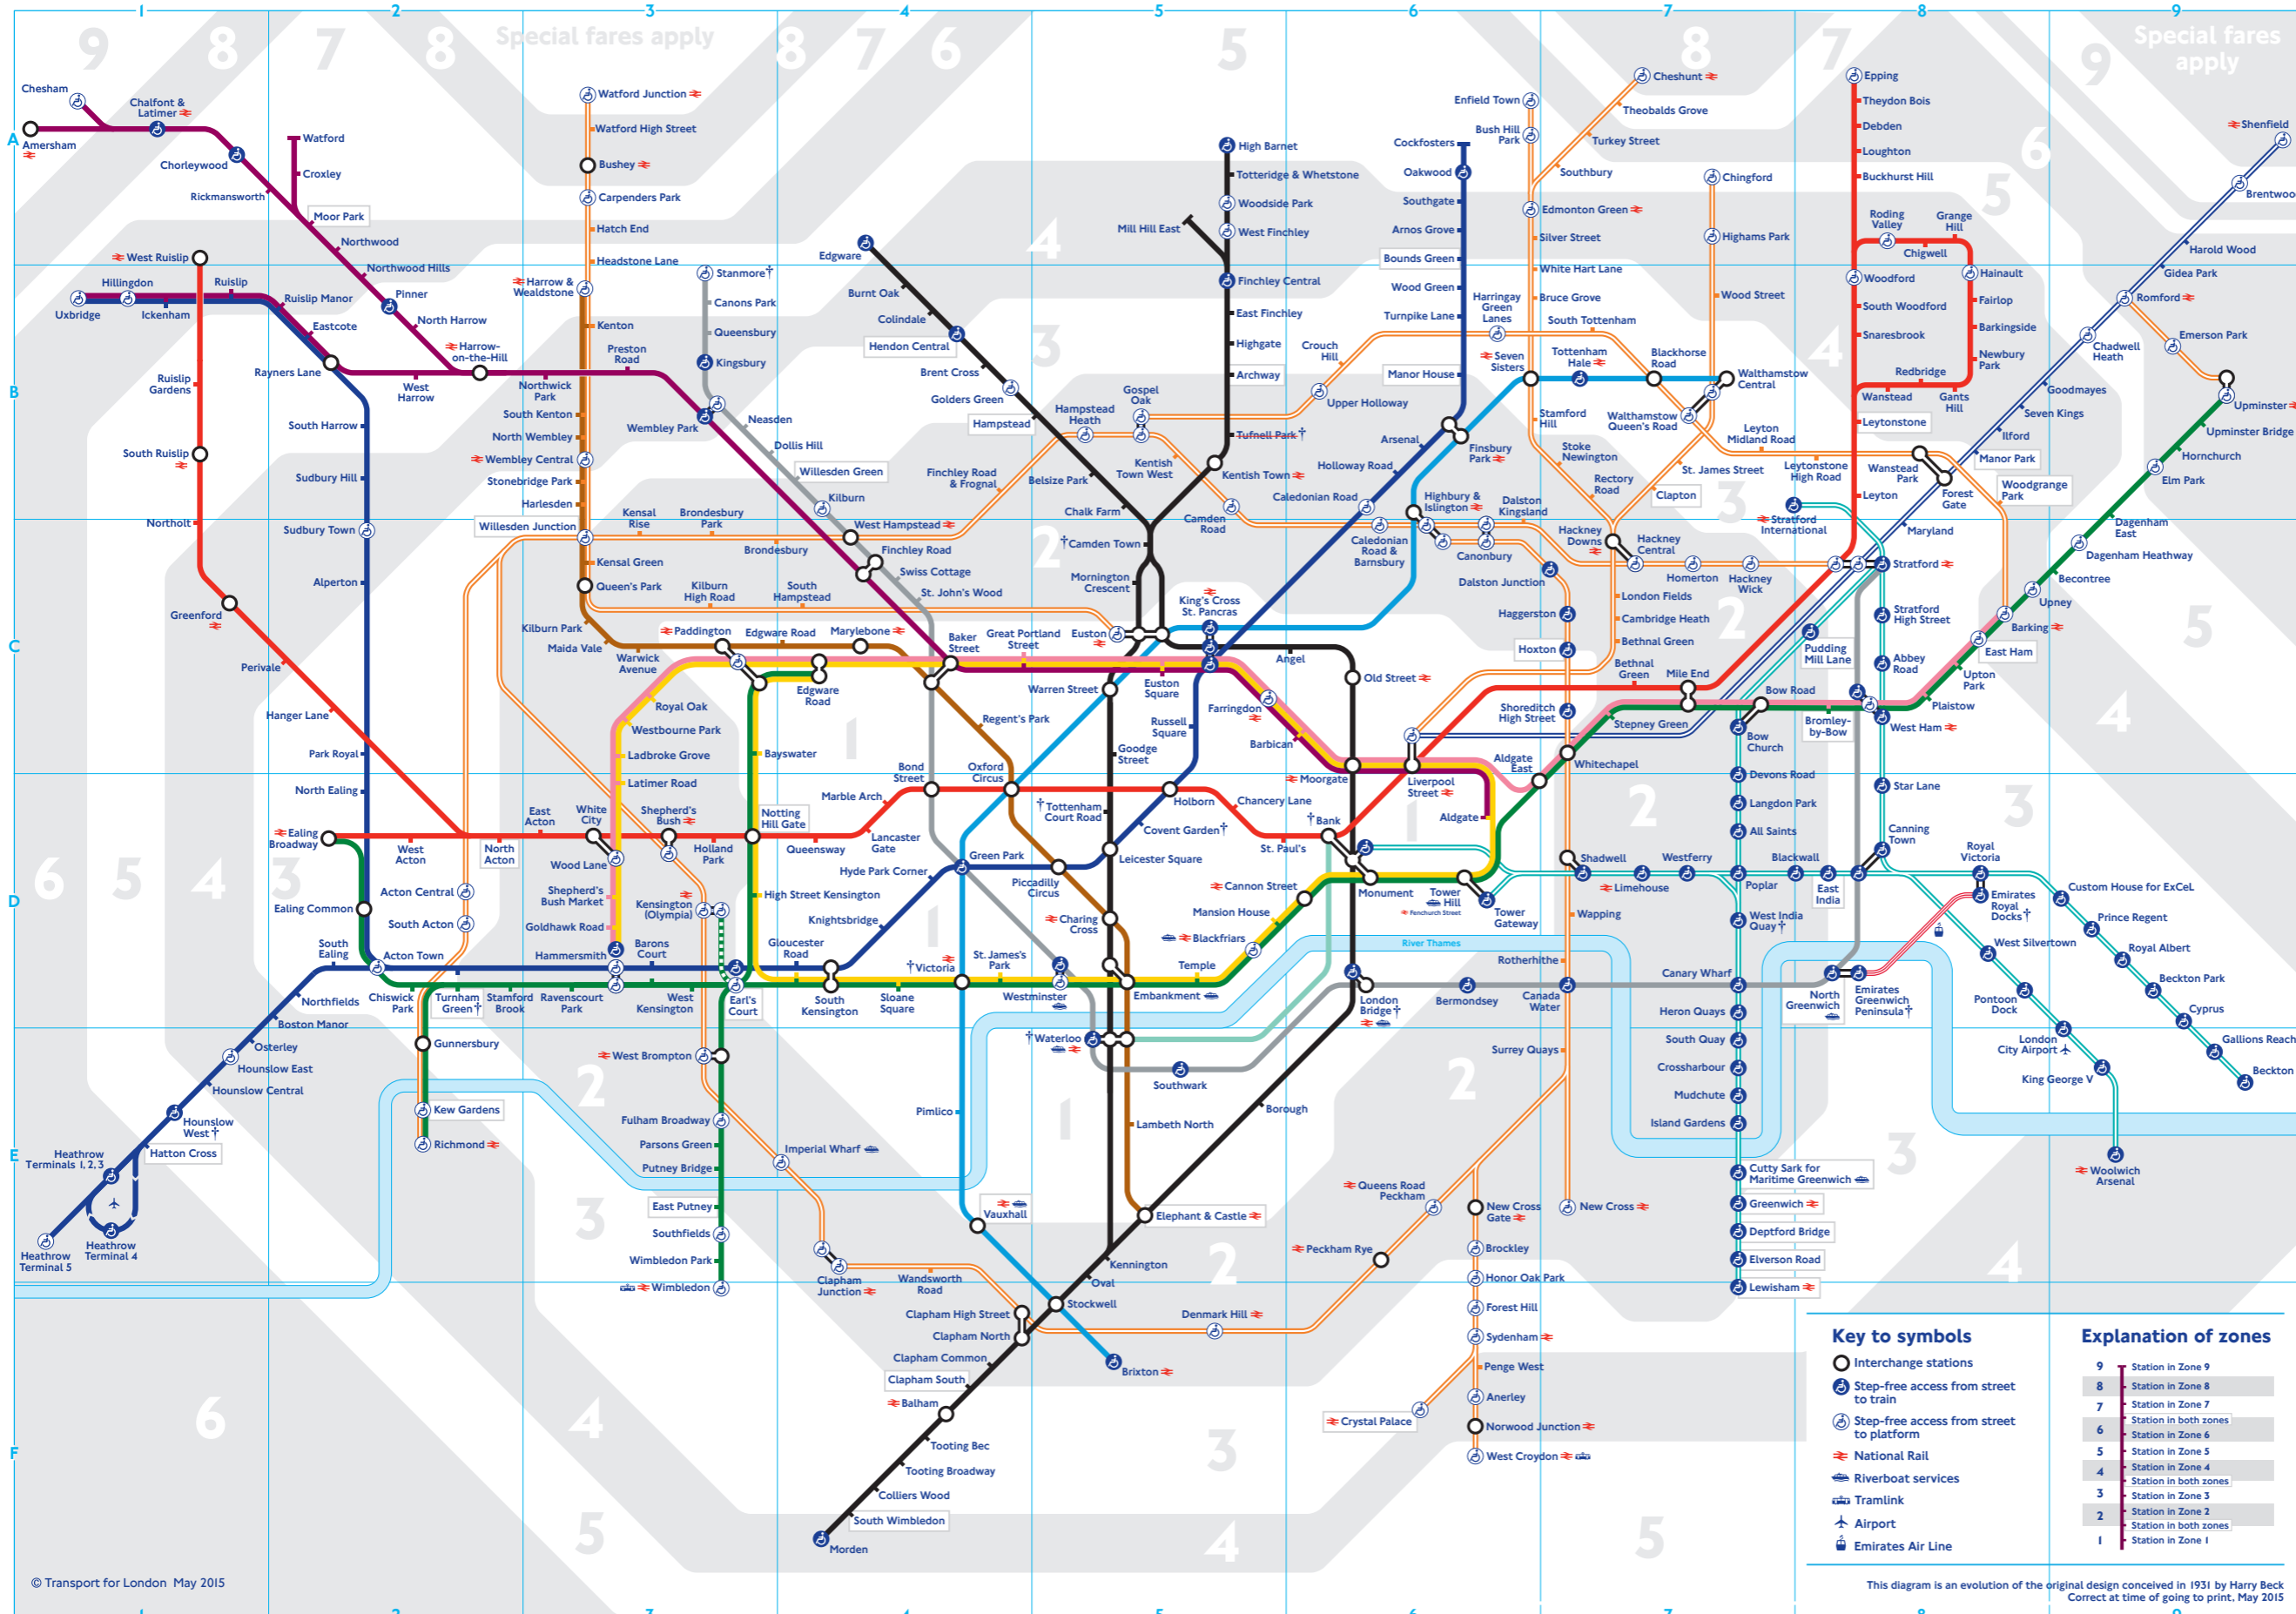 1 2 3 4 5 6 7 8 9
9 8 7 8 Special fares apply 8 7 6 5 8 7 9 Special fares
apply
A
B
C
D
E
F
Chesham
Chalfont &
Latimer
Amersham
Chorleywood
Rickmansworth
Watford
Croxley
Moor Park
Northwood
Northwood Hills
Pinner
North Harrow
Harrow-
on-the-Hill
West Ruislip
Hillingdon
Ruislip
Uxbridge
Ickenham
Ruislip Manor
Eastcote
Rayners Lane
West
Harrow
Northwick
Park
Preston
Road
Ruislip
Gardens
South Ruislip
Northolt
Greenford
Perivale
Hanger Lane
South Harrow
Sudbury Hill
Sudbury Town
Alperton
Park Royal
North Ealing
Ealing
Broadway
West
Acton
East
Acton
North
Acton
Ealing Common
South
Ealing
Acton Town
Northfields
Boston Manor
Osterley
Hounslow East
Hounslow Central
Hounslow
West†
Hatton Cross
Heathrow
Terminals 1, 2, 3
Heathrow
Terminal 4
Heathrow
Terminal 5
Watford Junction
Watford High Street
Bushey
Carpenders Park
Hatch End
Headstone Lane
Harrow &
Wealdstone
Kenton
South Kenton
North Wembley
Wembley Central
Stonebridge Park
Harlesden
Willesden Junction
Kensal Green
Queen's Park
Kilburn Park
Maida Vale
Warwick
Avenue
Stanmore†
Canons Park
Queensbury
Kingsbury
Wembley Park
Neasden
Dollis Hill
Willesden Green
Kilburn
West Hampstead
Finchley Road
Swiss Cottage
St. John's Wood
Kensal
Rise
Brondesbury
Park
Brondesbury
Kilburn
High Road
South
Hampstead
Finchley Road
& Frognal
Edgware
Burnt Oak
Colindale
Hendon Central
Brent Cross
Golders Green
Hampstead
Belsize Park
Chalk Farm
†Camden Town
Mornington
Crescent
Hampstead
Heath
Gospel
Oak
Kentish
Town West
Camden
Road
Mill Hill East
High Barnet
Totteridge & Whetstone
Woodside Park
West Finchley
Finchley Central
East Finchley
Highgate
Archway
Tufnell Park†
Kentish Town
Crouch
Hill
Upper Holloway
Cockfosters
Oakwood
Southgate
Arnos Grove
Bounds Green
Wood Green
Turnpike Lane
Manor House
Harringay
Green
Lanes
Arsenal
Holloway Road
Caledonian Road
Finsbury
Park
Seven
Sisters
Tottenham
Hale
Blackhorse
Road
Walthamstow
Central
South Tottenham
Enfield Town
Bush Hill
Park
Edmonton Green
Silver Street
White Hart Lane
Bruce Grove
Stamford
Hill
Stoke
Newington
Rectory
Road
Cheshunt
Theobalds Grove
Turkey Street
Southbury
Chingford
Highams Park
Wood Street
Walthamstow
Queen's Road
St. James Street
Clapton
Leyton
Midland Road
Leytonstone
High Road
Wanstead
Park
Forest
Gate
Woodgrange
Park
Epping
Theydon Bois
Debden
Loughton
Buckhurst Hill
Roding
Valley
Grange
Hill
Chigwell
Woodford
Hainault
South Woodford
Fairlop
Snaresbrook
Barkingside
Newbury
Park
Redbridge
Wanstead
Gants
Hill
Leytonstone
Leyton
Stratford
International
Stratford
Shenfield
Harold Wood
Gidea Park
Romford
Chadwell
Heath
Emerson Park
Goodmayes
Seven Kings
Ilford
Manor Park
Maryland
Upminster Bridge
Hornchurch
Elm Park
Dagenham
East
Dagenham Heathway
Becontree
Upney
Barking
East Ham
Upton
Park
Plaistow
West Ham
Bromley-
by-Bow
Highbury &
Islington
Dalston
Kingsland
Caledonian
Road &
Barnsbury
Canonbury
Dalston Junction
Hackney
Downs
Hackney
Central
Homerton
Hackney
Wick
Haggerston
Hoxton
London Fields
Cambridge Heath
Bethnal Green
Bethnal
Green
Mile End
Bow Road
Bow
Church
Stepney Green
Shoreditch
High Street
Whitechapel
Stratford
High Street
Abbey
Road
Pudding
Mill Lane
Star Lane
Canning
Town
Devons Road
Langdon Park
All Saints
Poplar
Blackwall
East
India
Westferry
Limehouse
Shadwell
Royal
Victoria
Emirates
Royal
Docks†
Custom House for ExCeL
Prince Regent
Royal Albert
Beckton Park
Cyprus
Gallions Reach
Beckton
West Silvertown
Pontoon
Dock
London
City Airport
King George V
Woolwich
Arsenal
Paddington
Edgware Road
Marylebone
Baker
Street
Great Portland
Street
Euston
King's Cross
St. Pancras
Euston
Square
Angel
Old Street
Farringdon
Barbican
Moorgate
Liverpool
Street
Aldgate
East
Aldgate
Edgware
Road
Royal Oak
Westbourne Park
Ladbroke Grove
Latimer Road
White
City
Wood Lane
Shepherd's
Bush
Shepherd's
Bush Market
Goldhawk Road
Hammersmith
Holland
Park
Notting
Hill Gate
Bayswater
Queensway
Lancaster
Gate
Marble Arch
Bond
Street
Oxford
Circus
Regent's Park
Warren Street
Goodge
Street
Russell
Square
†Tottenham
Court Road
Holborn
Chancery Lane
St. Paul's
†Bank
Covent Garden†
Leicester Square
Piccadilly
Circus
Green Park
Hyde Park Corner
Knightsbridge
High Street Kensington
Kensington
(Olympia)
Barons
Court
Gloucester
Road
Earl's
Court
West
Kensington
South
Kensington
Sloane
Square
†Victoria
St. James's
Park
Westminster
Charing
Cross
Embankment
Temple
Blackfriars
Mansion House
Cannon Street
Monument
Tower
Hill
Fenchurch Street
Tower
Gateway
River Thames
Acton Central
South Acton
Chiswick
Park
Turnham
Green†
Stamford
Brook
Ravenscourt
Park
Gunnersbury
Kew Gardens
Richmond
West Brompton
Fulham Broadway
Parsons Green
Putney Bridge
East Putney
Southfields
Wimbledon Park
Wimbledon
Imperial Wharf
Clapham
Junction
Wandsworth
Road
Clapham High Street
Clapham North
Clapham Common
Clapham South
Balham
Tooting Bec
Tooting Broadway
Colliers Wood
South Wimbledon
Morden
Pimlico
Vauxhall
Stockwell
Brixton
Oval
Kennington
Elephant & Castle
Lambeth North
Borough
†Waterloo
Southwark
London
Bridge†
Bermondsey
Canada
Water
Wapping
Rotherhithe
Surrey Quays
Denmark Hill
Peckham Rye
Queens Road
Peckham
New Cross
Gate
New Cross
Brockley
Honor Oak Park
Forest Hill
Sydenham
Penge West
Anerley
Crystal Palace
Norwood Junction
West Croydon
West India
Quay†
Canary Wharf
Heron Quays
South Quay
Crossharbour
Mudchute
Island Gardens
Cutty Sark for
Maritime Greenwich
Greenwich
Deptford Bridge
Elverson Road
Lewisham
North
Greenwich
Emirates
Greenwich
Peninsula†
Key to symbols
Interchange stations
Step-free access from street
to train
Step-free access from street
to platform
National Rail
Riverboat services
Tramlink
Airport
Emirates Air Line
Explanation of zones
9 Station in Zone 9
8 Station in Zone 8
7 Station in Zone 7
Station in both zones
6 Station in Zone 6
5 Station in Zone 5
4 Station in Zone 4
Station in both zones
3 Station in Zone 3
2 Station in Zone 2
Station in both zones
1 Station in Zone 1
© Transport for London May 2015
This diagram is an evolution of the original design conceived in 1931 by Harry Beck
Correct at time of going to print, May 2015